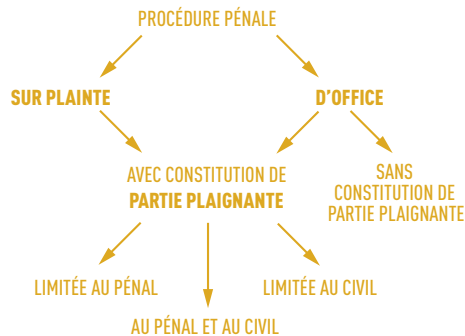 PROCÉDURE PÉNALE
SUR PLAINTE
D'OFFICE
AVEC CONSTITUTION DE
PARTIE PLAIGNANTE
SANS
CONSTITUTION DE
PARTIE PLAIGNANTE
LIMITÉE AU PÉNAL
LIMITÉE AU CIVIL
AU PÉNAL ET AU CIVIL